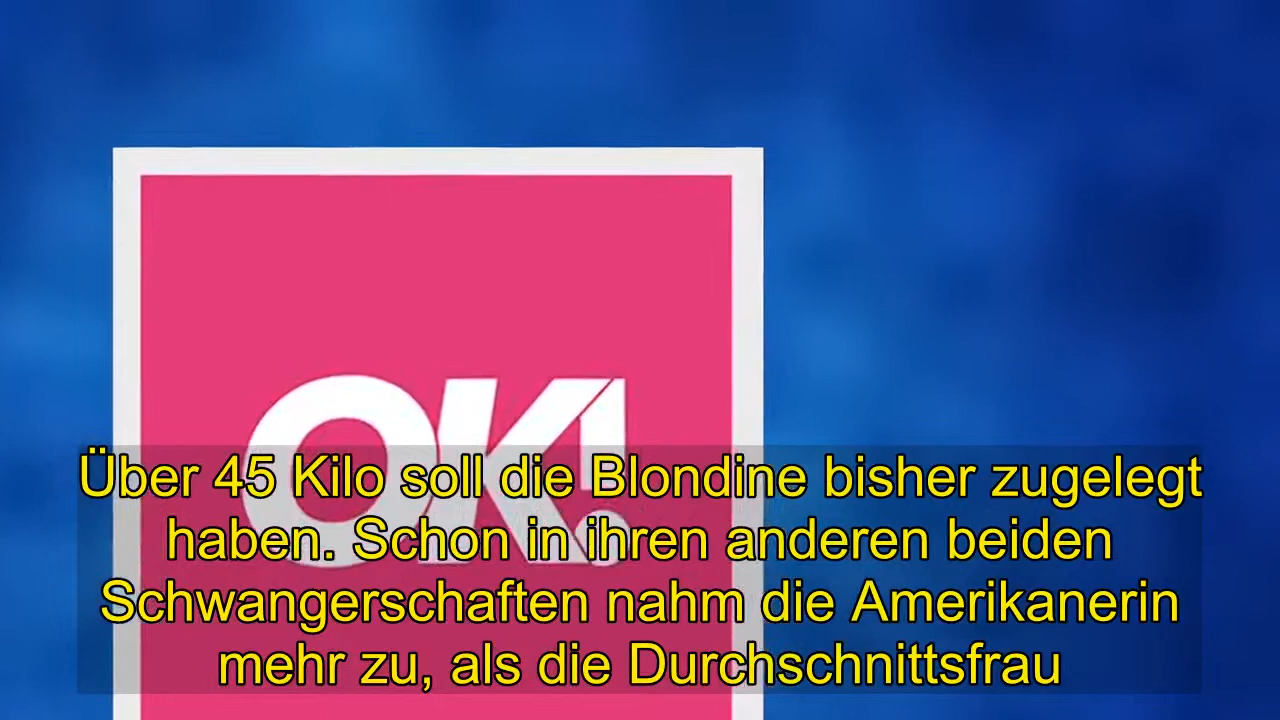 OK!
Über 45 Kilo soll die Blondine bisher zugelegt
haben. Schon in ihren anderen beiden
Schwangerschaften nahm die Amerikanerin
mehr zu, als die Durchschnittsfrau